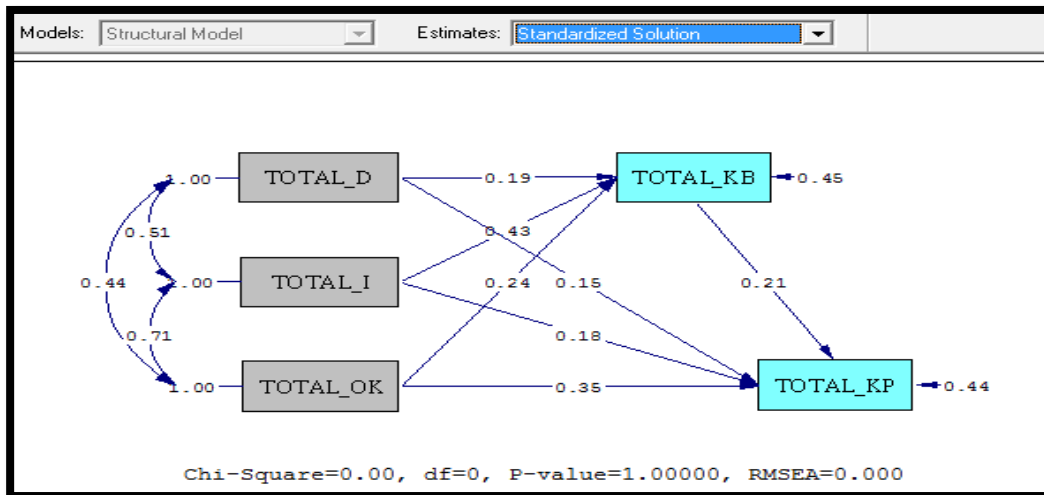 Models: Structural Model Estimates: Standardized Solution
1.00 TOTAL_D 0.19 TOTAL_KB 0.45
0.51 0.43
0.44 1.00 TOTAL_I 0.24 0.15 0.21
0.71 0.18
1.00 TOTAL_OK 0.35 TOTAL_KP 0.44
Chi-Square=0.00, df=0, P-value=1.00000, RMSEA=0.000